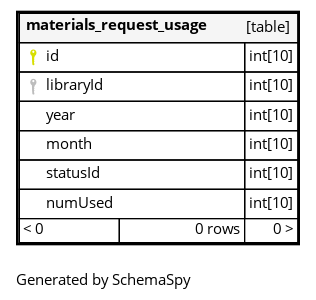 materials_request_usage [table]
id int[10]
libraryId int[10]
year int[10]
month int[10]
statusId int[10]
numUsed int[10]
< 0 0 rows 0 >
Generated by SchemaSpy